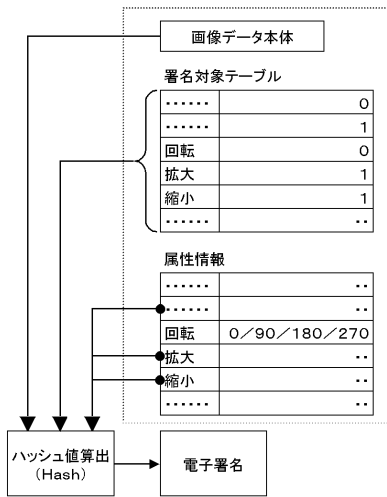 画像データ本体
署名対象テーブル
‥‥‥ 0
‥‥‥ 1
回転 0
拡大 1
縮小 1
‥‥‥ ‥
属性情報
‥‥‥ ‥
‥‥‥ ‥
回転 0／90／180／270
拡大 ‥
縮小 ‥
‥‥‥ ‥
ハッシュ値算出
（Hash）
電子署名